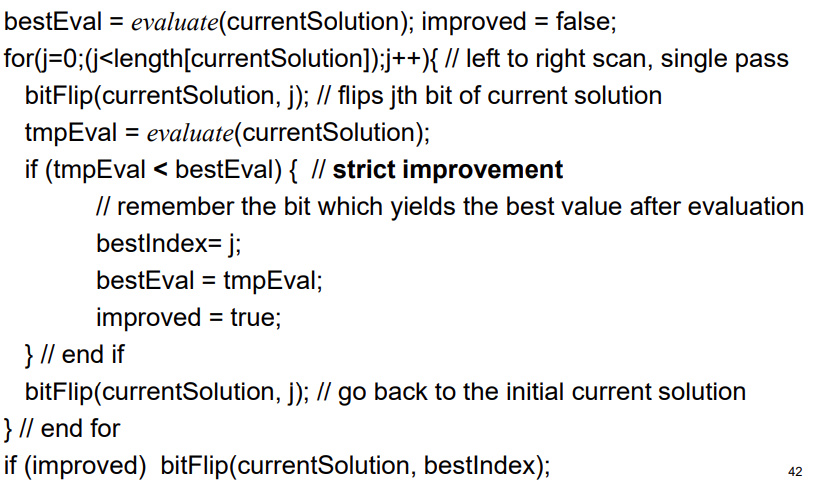 bestEval = evaluate(currentSolution); improved = false;
for(j=0;(j<length[currentSolution]);j++){ // left to right scan, single pass
bitFlip(currentSolution, j); // flips jth bit of current solution
tmpEval = evaluate(currentSolution);
if (tmpEval < bestEval) { // strict improvement
// remember the bit which yields the best value after evaluation
bestIndex= j;
bestEval = tmpEval;
improved = true;
} // end if
bitFlip(currentSolution, j); // go back to the initial current solution
} // end for
if (improved) bitFlip(currentSolution, bestIndex);
42